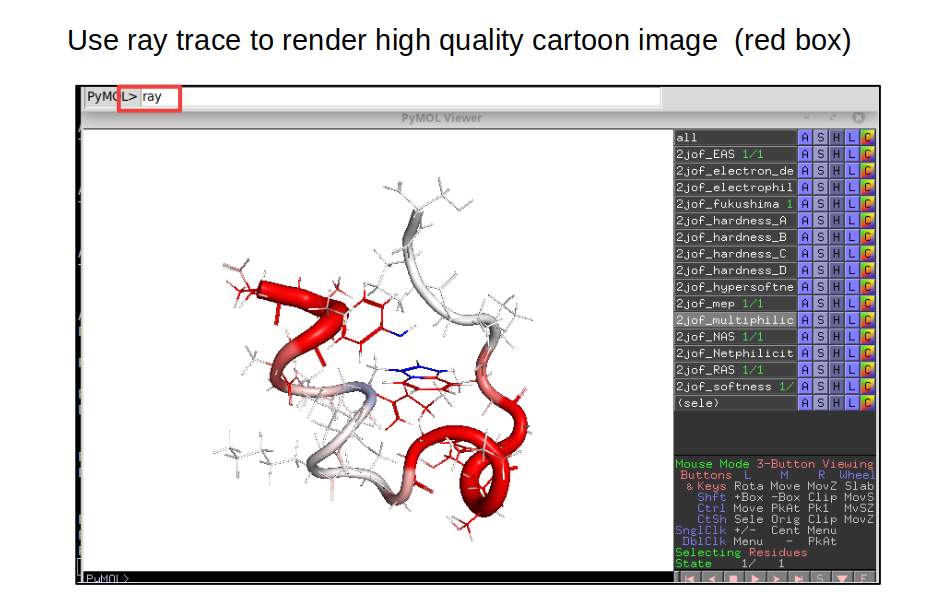 Use ray trace to render high quality cartoon image  (red box)
PyMOL> ray
PyMOL Viewer
all A S H L C
2jof_EAS 1/1 A S H L C
2jof_electron_de A S H L C
2jof_electrophil A S H L C
2jof_fukushima 1 A S H L C
2jof_hardness_A A S H L C
2jof_hardness_B A S H L C
2jof_hardness_C A S H L C
2jof_hardness_D A S H L C
2jof_hypersoftne A S H L C
2jof_mep 1/1 A S H L C
2jof_multiphilic A S H L C
2jof_NAS 1/1 A S H L C
2jof_Netphilicit A S H L C
2jof_RAS 1/1 A S H L C
2jof_softness 1/ A S H L C
(sele) A S H L C
Mouse Mode 3-Button Viewing
Buttons L M R Wheel
& Keys Rota Move MovZ Slab
Shft +Box -Box Clip MovS
Ctrl Move PkAt Pk1 MvSZ
CtSh Sele Orig Clip MovZ
SnglClk +/- Cent Menu
DblClk Menu - PkAt
Selecting Residues
State 1/ 1
PyMOL>
S F